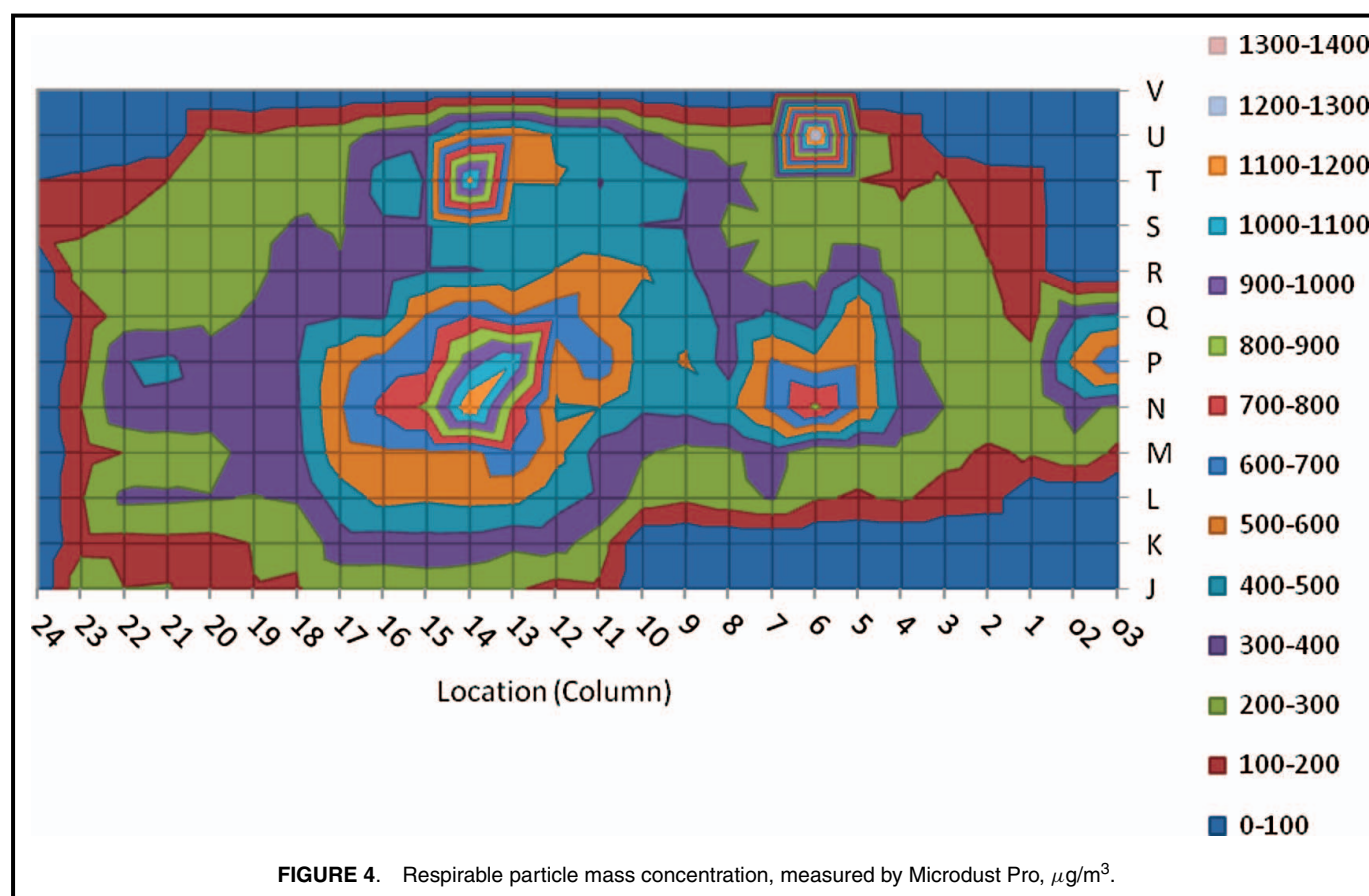 1300-1400
1200-1300
1100-1200
1000-1100
900-1000
800-900
700-800
600-700
500-600
400-500
300-400
200-300
100-200
0-100
V
U
T
S
R
Q
P
N
M
L
K
J
24 23 22 21 20 19 18 17 16 15 14 13 12 11 10 9 8 7 6 5 4 3 2 1 02 03
Location (Column)
FIGURE 4. Respirable particle mass concentration, measured by Microdust Pro, μg/m³.